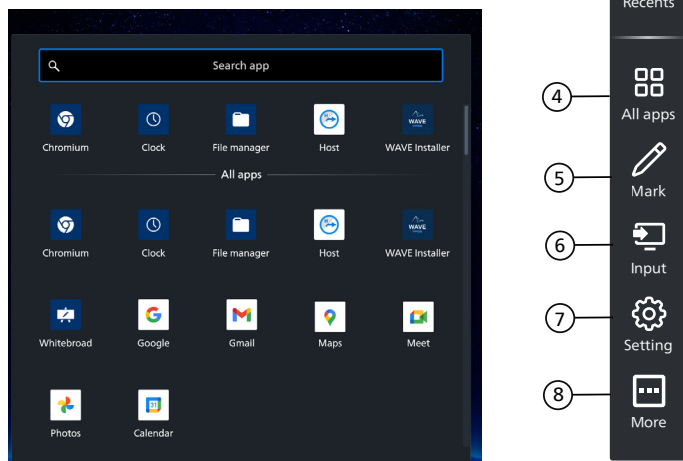 Search app
Chromium Clock File manager Host WAVE Installer
All apps
Chromium Clock File manager Host WAVE Installer
Whitebroad Google Gmail Maps Meet
Photos Calendar
Recents
4 All apps
5 Mark
6 Input
7 Setting
8 More